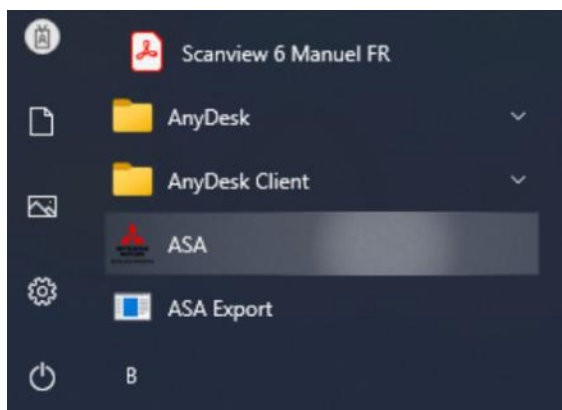 Scanview 6 Manuel FR
AnyDesk
AnyDesk Client
ASA
ASA Export
B